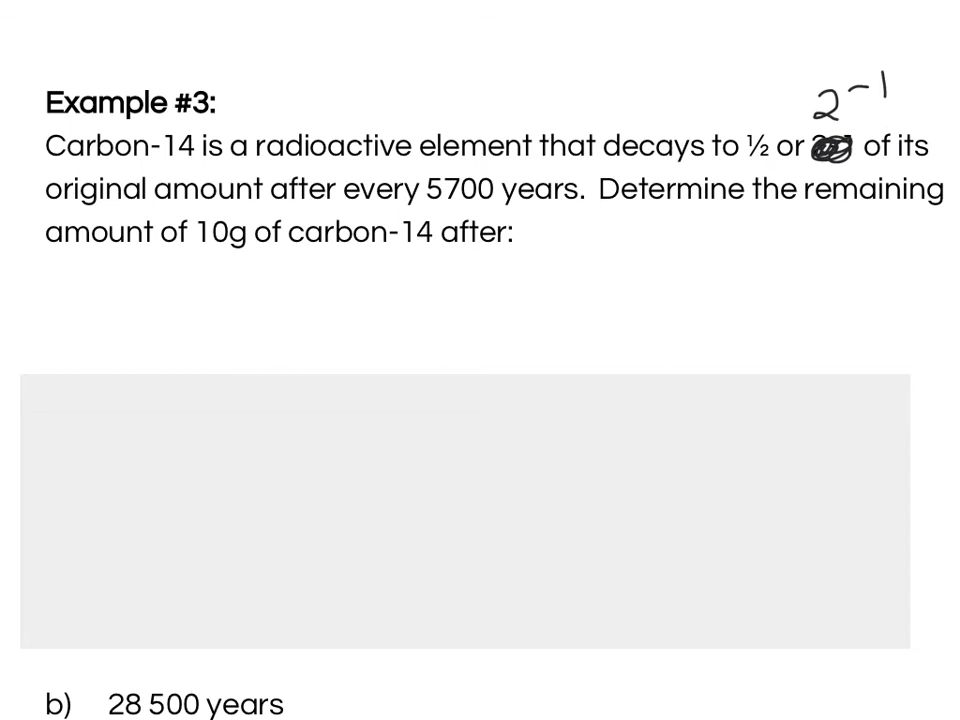 Example #3:
2⁻¹
Carbon-14 is a radioactive element that decays to ½ or of its
original amount after every 5700 years. Determine the remaining
amount of 10g of carbon-14 after:
b) 28 500 years